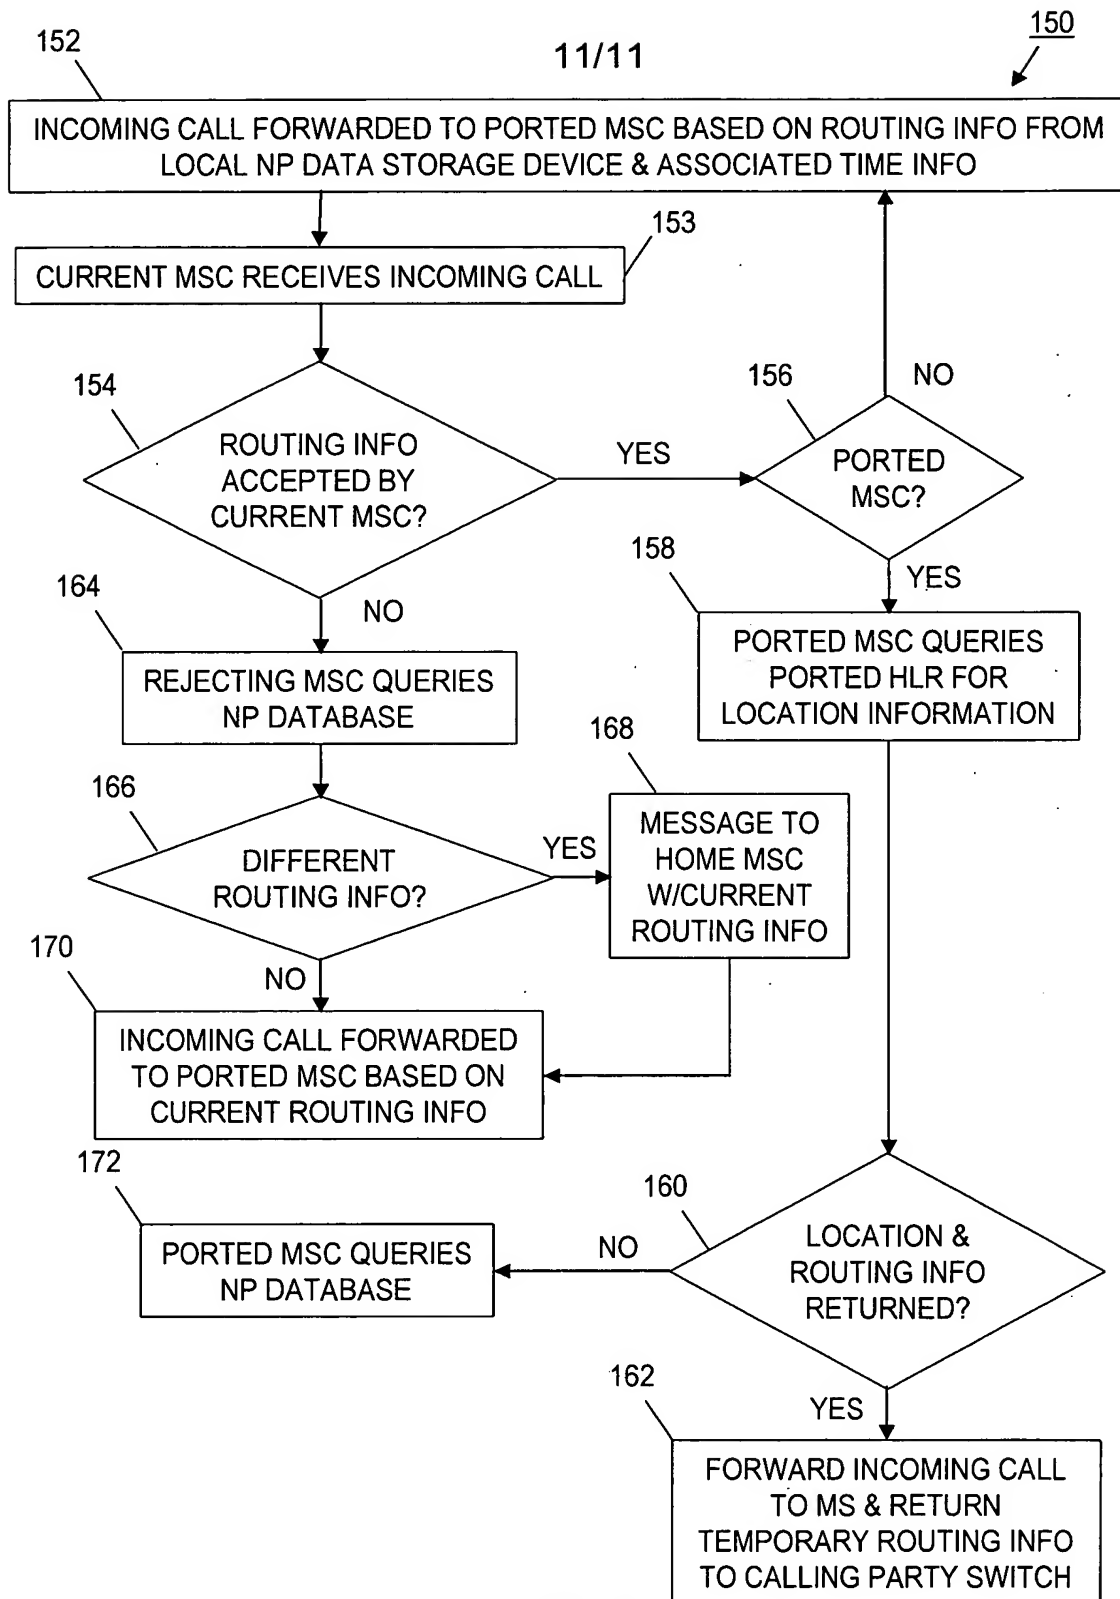 152
11/11
150
INCOMING CALL FORWARDED TO PORTED MSC BASED ON ROUTING INFO FROM
LOCAL NP DATA STORAGE DEVICE & ASSOCIATED TIME INFO
153
CURRENT MSC RECEIVES INCOMING CALL
154
ROUTING INFO
ACCEPTED BY
CURRENT MSC?
YES
NO
156
PORTED
MSC?
NO
YES
158
PORTED MSC QUERIES
PORTED HLR FOR
LOCATION INFORMATION
164
REJECTING MSC QUERIES
NP DATABASE
166
DIFFERENT
ROUTING INFO?
YES
NO
168
MESSAGE TO
HOME MSC
W/CURRENT
ROUTING INFO
170
INCOMING CALL FORWARDED
TO PORTED MSC BASED ON
CURRENT ROUTING INFO
160
LOCATION &
ROUTING INFO
RETURNED?
NO
YES
172
PORTED MSC QUERIES
NP DATABASE
162
FORWARD INCOMING CALL
TO MS & RETURN
TEMPORARY ROUTING INFO
TO CALLING PARTY SWITCH